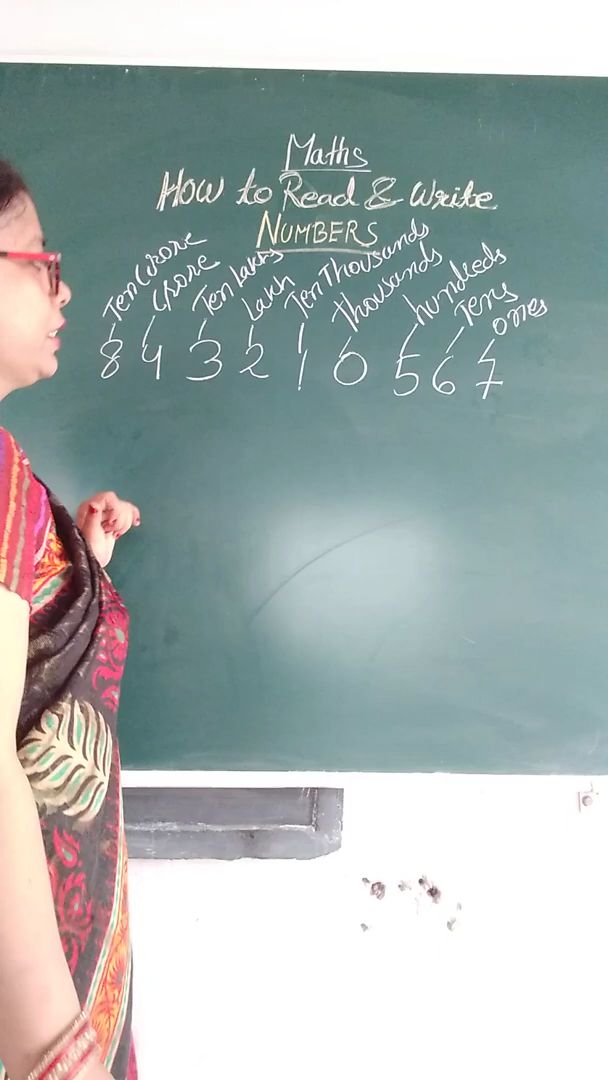 Maths
How to Read & Write
NUMBERS
Ten Crore Crore Ten Lakhs Lakh Ten Thousands Thousands hundreds Tens ones
8 4 3 2 1 0 5 6 7